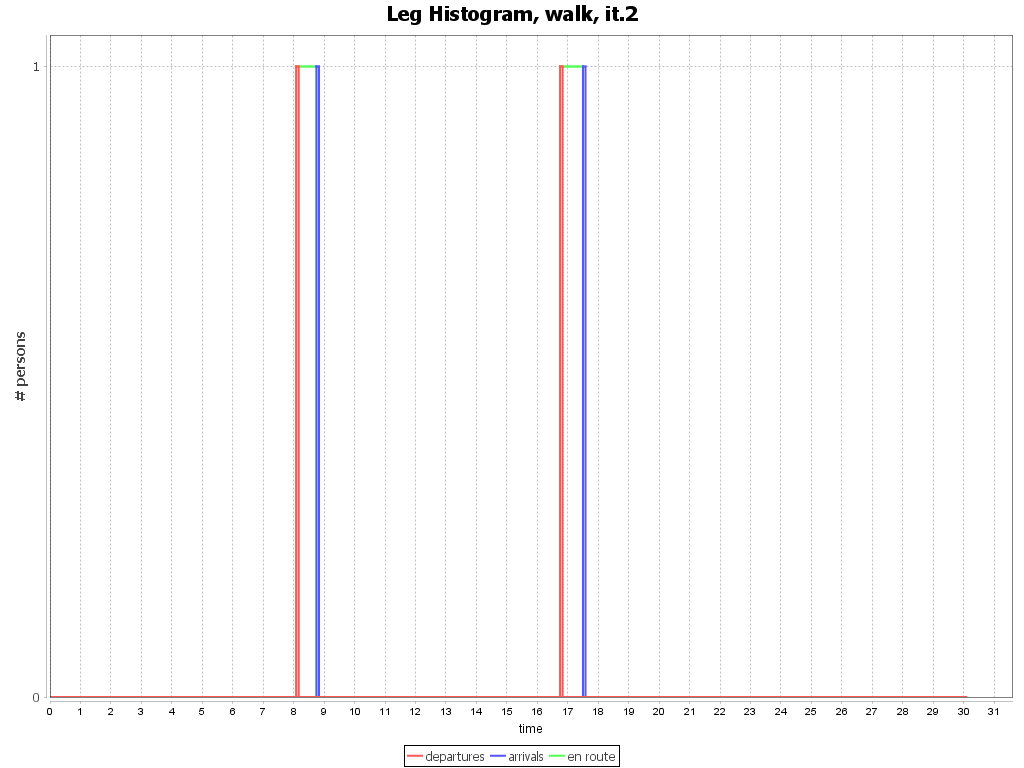 Leg Histogram, walk, it.2
# persons
1
0
0 1 2 3 4 5 6 7 8 9 10 11 12 13 14 15 16 17 18 19 20 21 22 23 24 25 26 27 28 29 30 31
time
departures arrivals en route